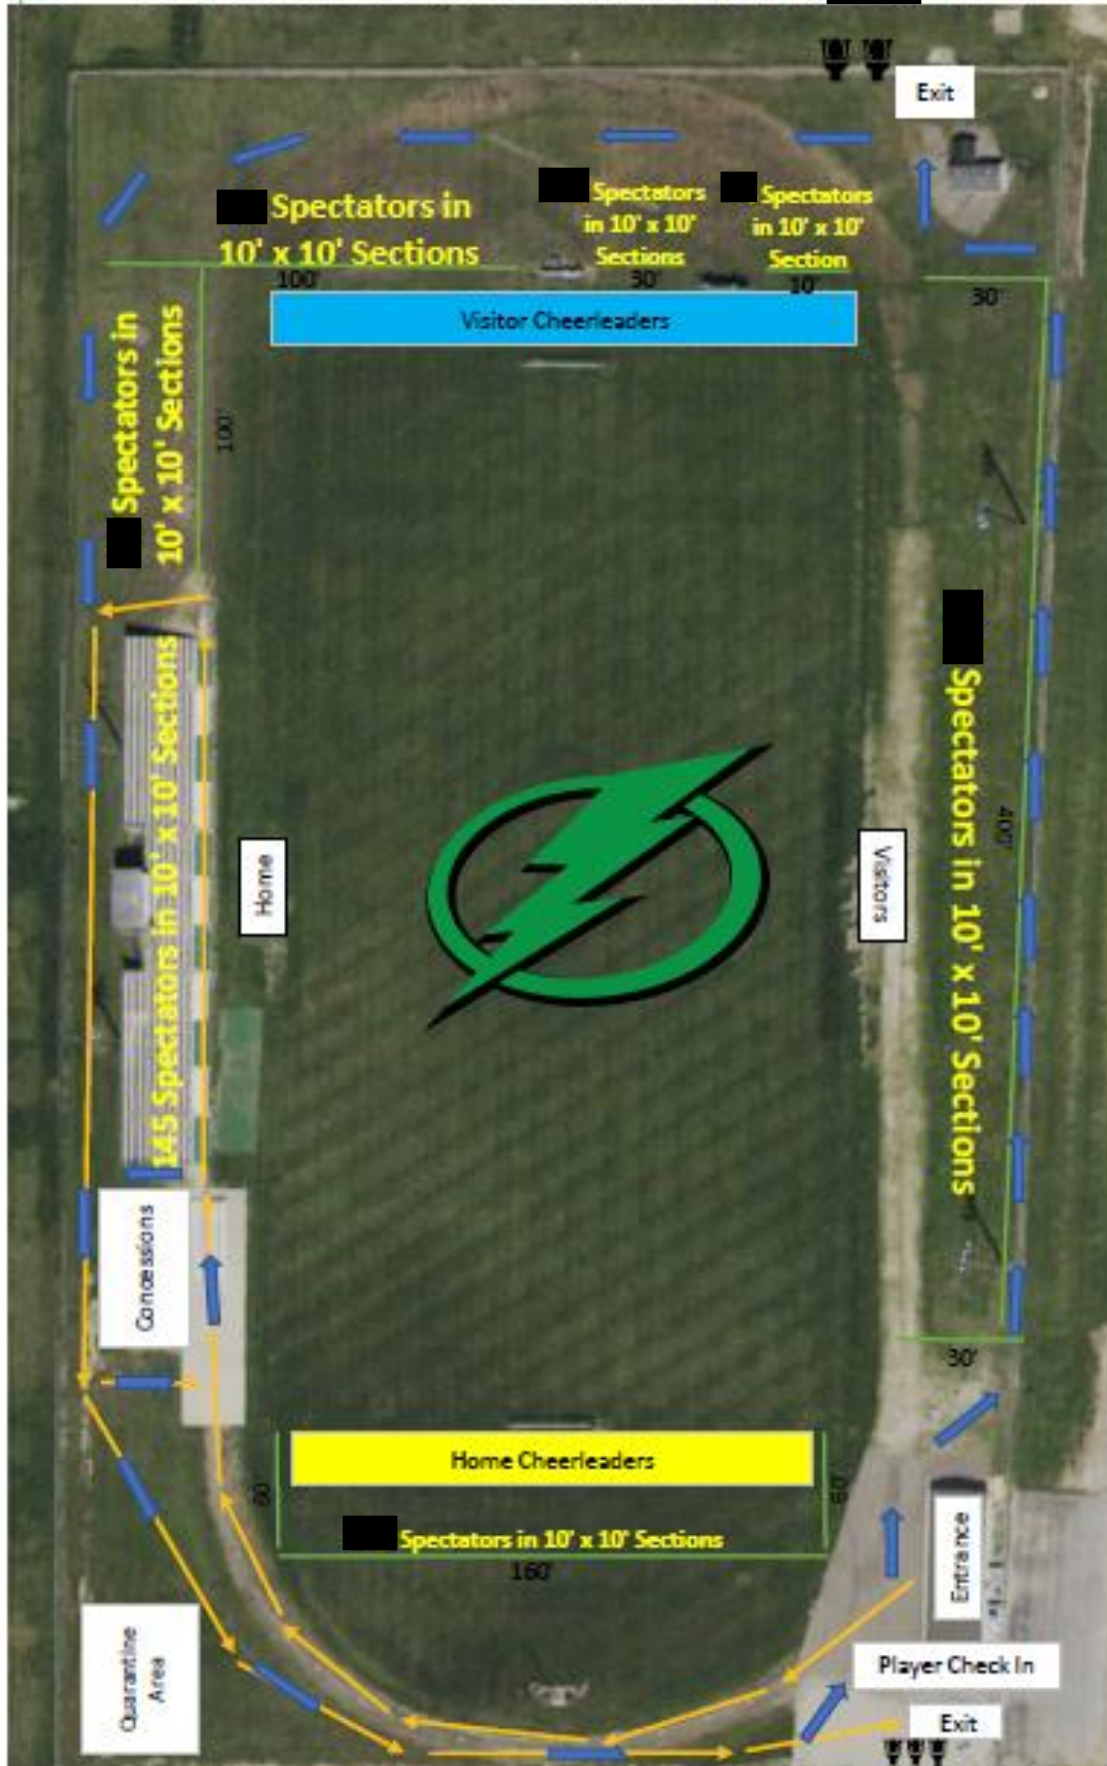 Exit
Spectators in
10' x 10' Sections
Spectators
in 10' x 10'
Sections
Spectators
in 10' x 10'
Section
100'
30'
10'
30'
Visitor Cheerleaders
Spectators in
10' x 10' Sections
100'
145 Spectators in 10' x 10' Sections
Home
Visitors
Spectators in 10' x 10' Sections
400'
Concessions
30'
Home Cheerleaders
Spectators in 10' x 10' Sections
160'
Entrance
Quarantine
Area
Player Check In
Exit